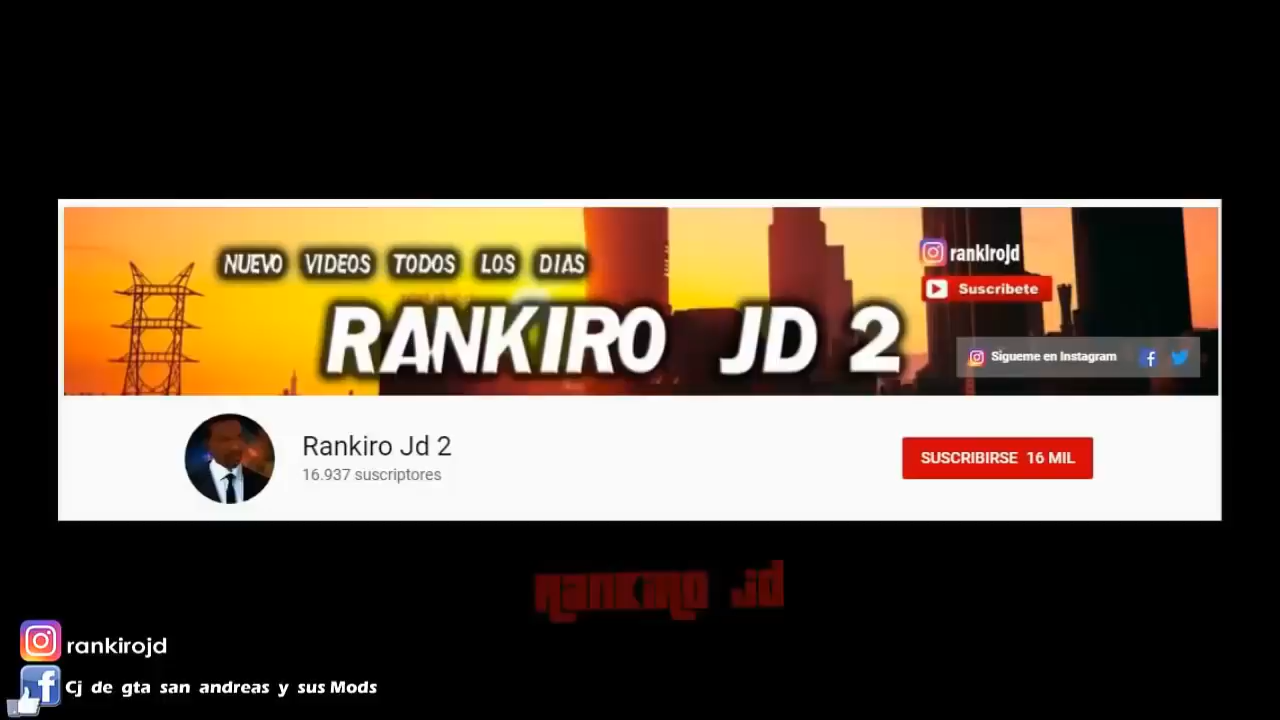 NUEVO VIDEOS TODOS LOS DIAS
RANKIRO JD 2
rankirojd
Suscribete
Sigueme en Instagram
Rankiro Jd 2
16.937 suscriptores
SUSCRIBIRSE 16 MIL
rankiro jd
rankirojd
Cj de gta san andreas y sus Mods